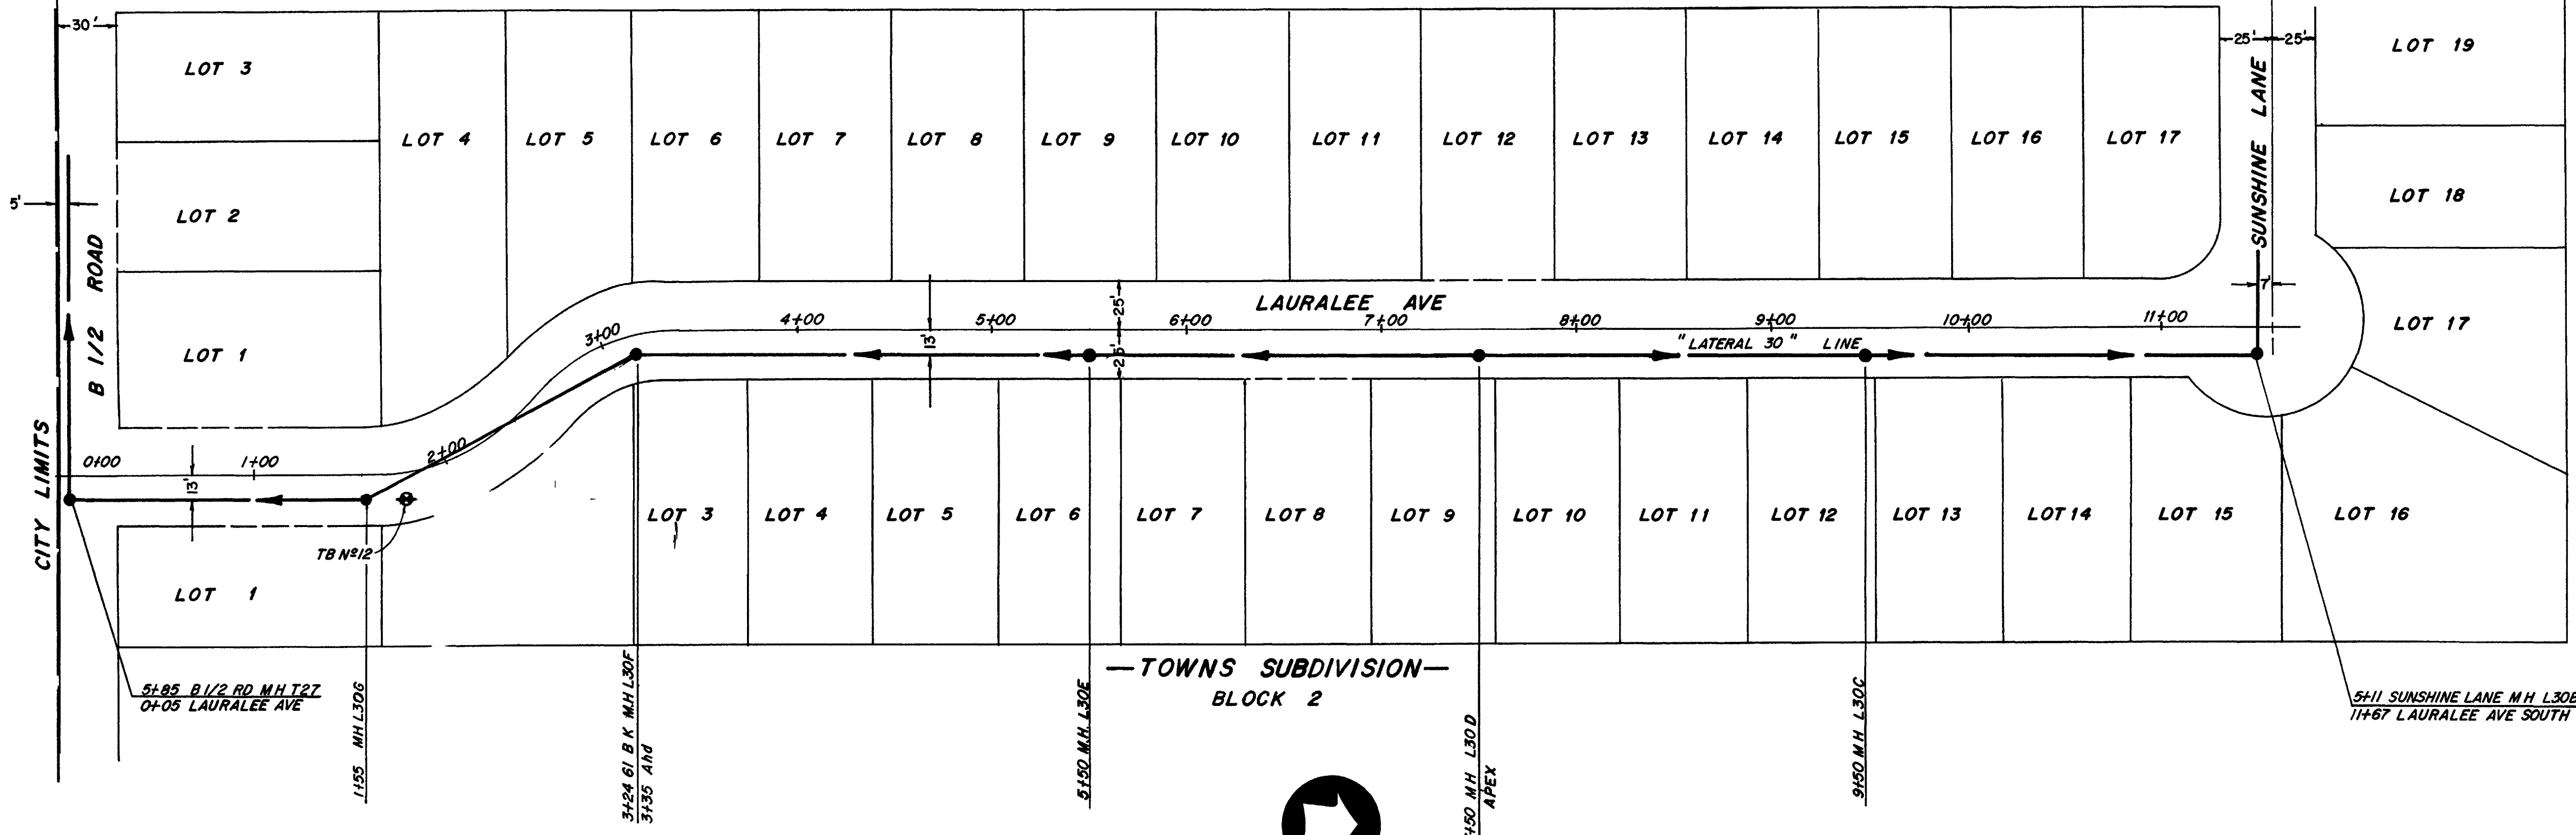 30'
LOT 3
LOT 2
LOT 1
5'
B 1/2 ROAD
CITY LIMITS
LOT 4
LOT 5
LOT 6
LOT 7
LOT 8
LOT 9
LOT 10
LOT 11
LOT 12
LOT 13
LOT 14
LOT 15
LOT 16
LOT 17
25'
25'
SUNSHINE LANE
7'
LOT 19
LOT 18
LOT 17
LAURALEE AVE
0+00
1+00
2+00
3+00
4+00
5+00
6+00
7+00
8+00
9+00
10+00
11+00
13'
13'
25'
25'
"LATERAL 30" LINE
TB Nº12
LOT 1
LOT 3
LOT 4
LOT 5
LOT 6
LOT 7
LOT 8
LOT 9
LOT 10
LOT 11
LOT 12
LOT 13
LOT 14
LOT 15
LOT 16
—TOWNS SUBDIVISION—
BLOCK 2
5+85 B 1/2 RD MH T27
0+05 LAURALEE AVE
1+55 MH L30G
3+24 61 BK M.H L30F
3+35 Ahd
5+50 M.H. L30E
+50 MH L30D
APEX
9+50 MH L30C
5+11 SUNSHINE LANE MH L30B
11+67 LAURALEE AVE SOUTH